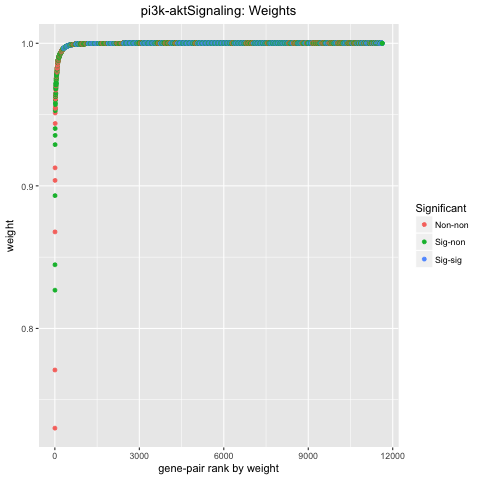 pi3k-aktSignaling: Weights
1.0
0.9
0.8
weight
0
3000
6000
9000
12000
gene-pair rank by weight
Significant
Non-non
Sig-non
Sig-sig